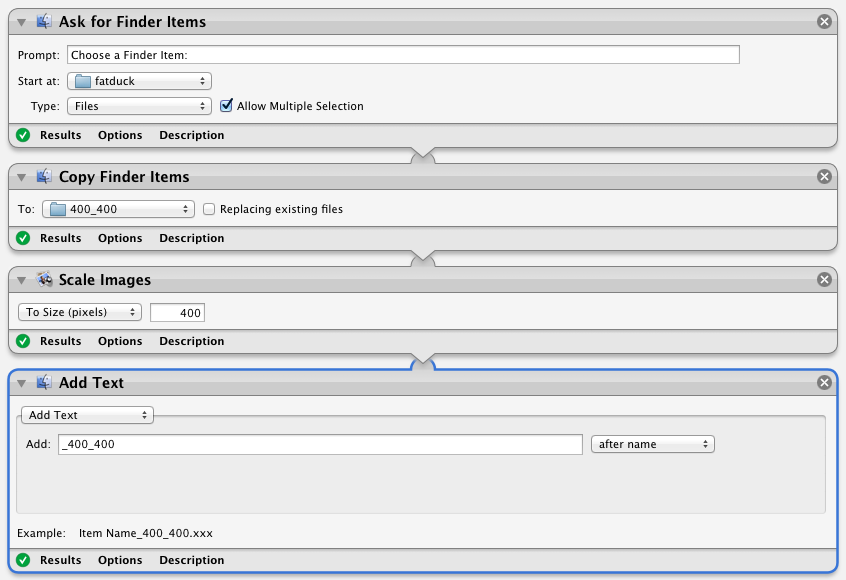 Ask for Finder Items
Prompt: Choose a Finder Item:
Start at: fatduck
Type: Files Allow Multiple Selection
Results Options Description
Copy Finder Items
To: 400_400 Replacing existing files
Results Options Description
Scale Images
To Size (pixels) 400
Results Options Description
Add Text
Add Text
Add: _400_400 after name
Example: Item Name_400_400.xxx
Results Options Description